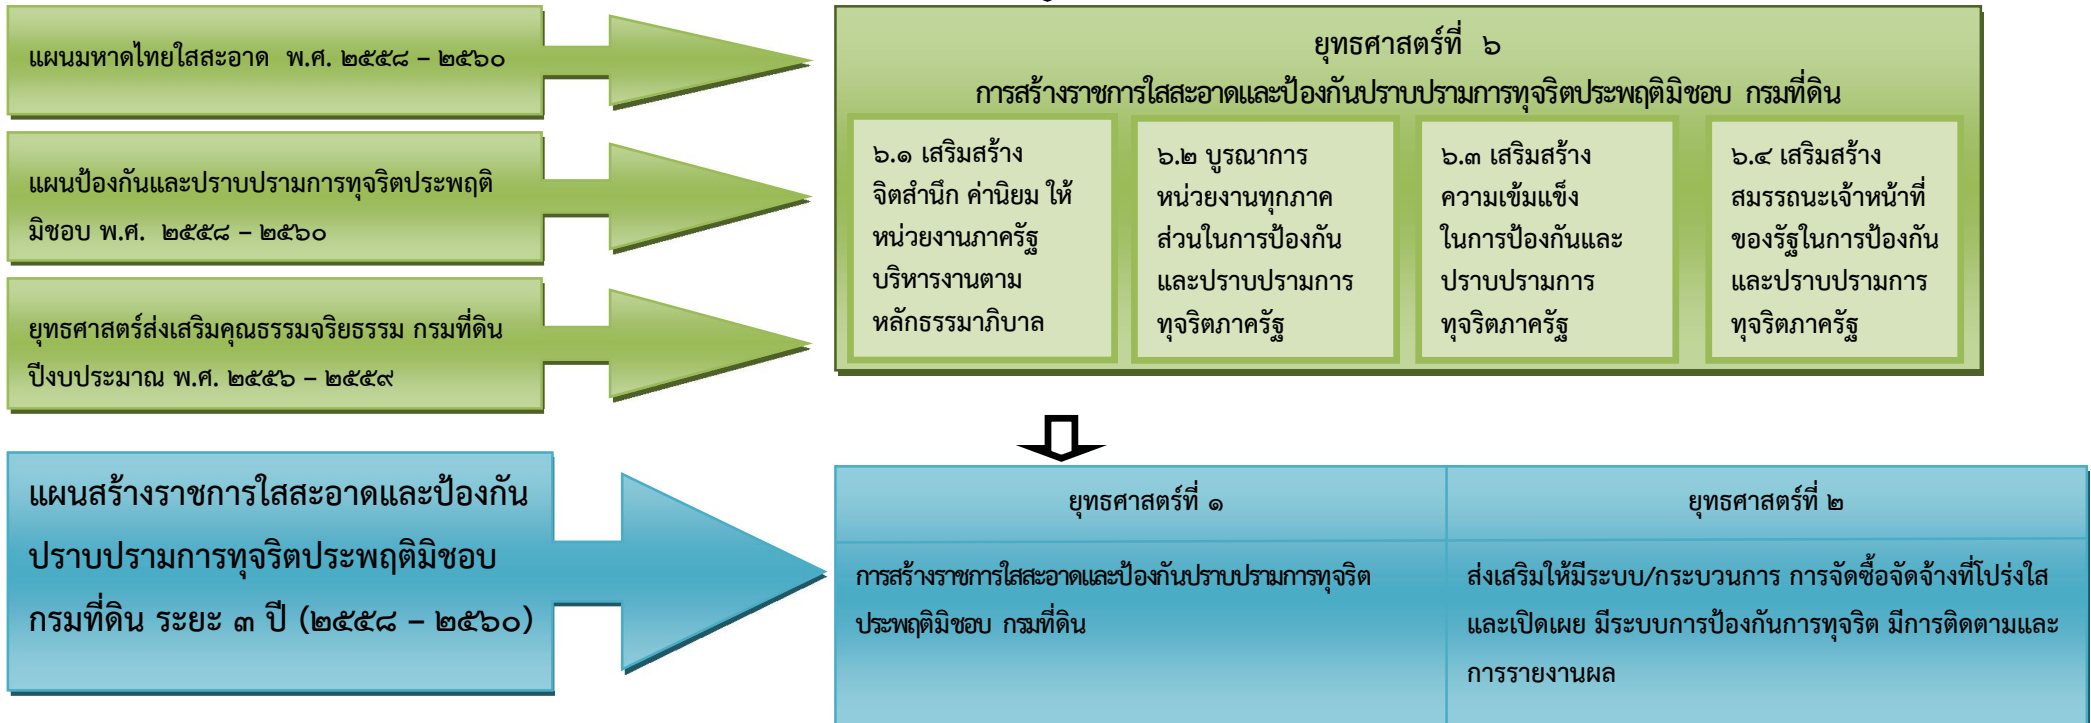 แผนมหาดไทยใสสะอาด พ.ศ. ๒๕๕๘ – ๒๕๖๐
แผนป้องกันและปราบปรามการทุจริตประพฤติ
มิชอบ พ.ศ. ๒๕๕๘ – ๒๕๖๐
ยุทธศาสตร์ส่งเสริมคุณธรรมจริยธรรม กรมที่ดิน
ปีงบประมาณ พ.ศ. ๒๕๕๖ – ๒๕๕๙
ยุทธศาสตร์ที่ ๖
การสร้างราชการใสสะอาดและป้องกันปราบปรามการทุจริตประพฤติมิชอบ กรมที่ดิน
๖.๑ เสริมสร้าง
จิตสำนึก ค่านิยม ให้
หน่วยงานภาครัฐ
บริหารงานตาม
หลักธรรมาภิบาล
๖.๒ บูรณาการ
หน่วยงานทุกภาค
ส่วนในการป้องกัน
และปราบปรามการ
ทุจริตภาครัฐ
๖.๓ เสริมสร้าง
ความเข้มแข็ง
ในการป้องกันและ
ปราบปรามการ
ทุจริตภาครัฐ
๖.๔ เสริมสร้าง
สมรรถนะเจ้าหน้าที่
ของรัฐในการป้องกัน
และปราบปรามการ
ทุจริตภาครัฐ
แผนสร้างราชการใสสะอาดและป้องกัน
ปราบปรามการทุจริตประพฤติมิชอบ
กรมที่ดิน ระยะ ๓ ปี (๒๕๕๘ – ๒๕๖๐)
ยุทธศาสตร์ที่ ๑
การสร้างราชการใสสะอาดและป้องกันปราบปรามการทุจริต
ประพฤติมิชอบ กรมที่ดิน
ยุทธศาสตร์ที่ ๒
ส่งเสริมให้มีระบบ/กระบวนการ การจัดซื้อจัดจ้างที่โปร่งใส
และเปิดเผย มีระบบการป้องกันการทุจริต มีการติดตามและ
การรายงานผล